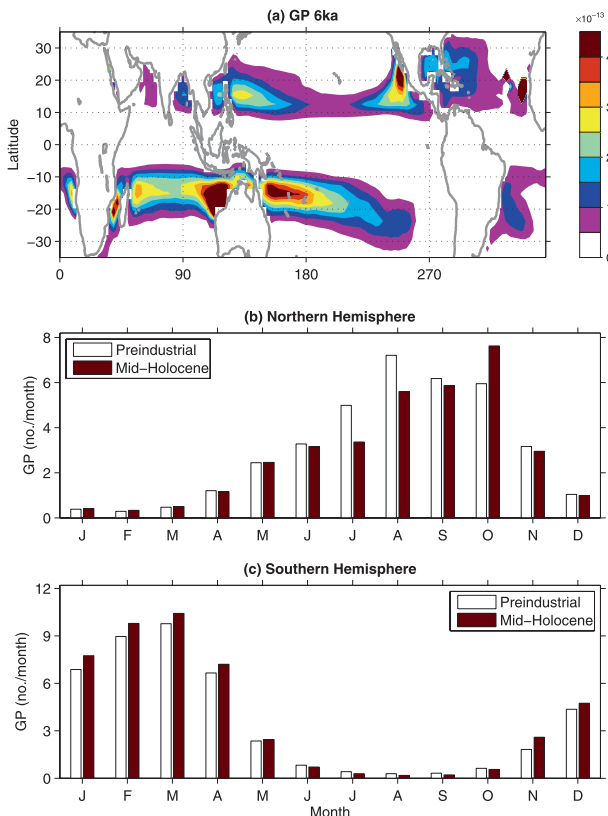 (a) GP 6ka
×10⁻¹³
30
20
10
0
−10
−20
−30
Latitude
0 90 180 270
(b) Northern Hemisphere
8
6
4
2
0
GP (no./month)
Preindustrial
Mid−Holocene
J F M A M J J A S O N D
(c) Southern Hemisphere
12
9
6
3
0
GP (no./month)
Preindustrial
Mid−Holocene
J F M A M J J A S O N D
Month